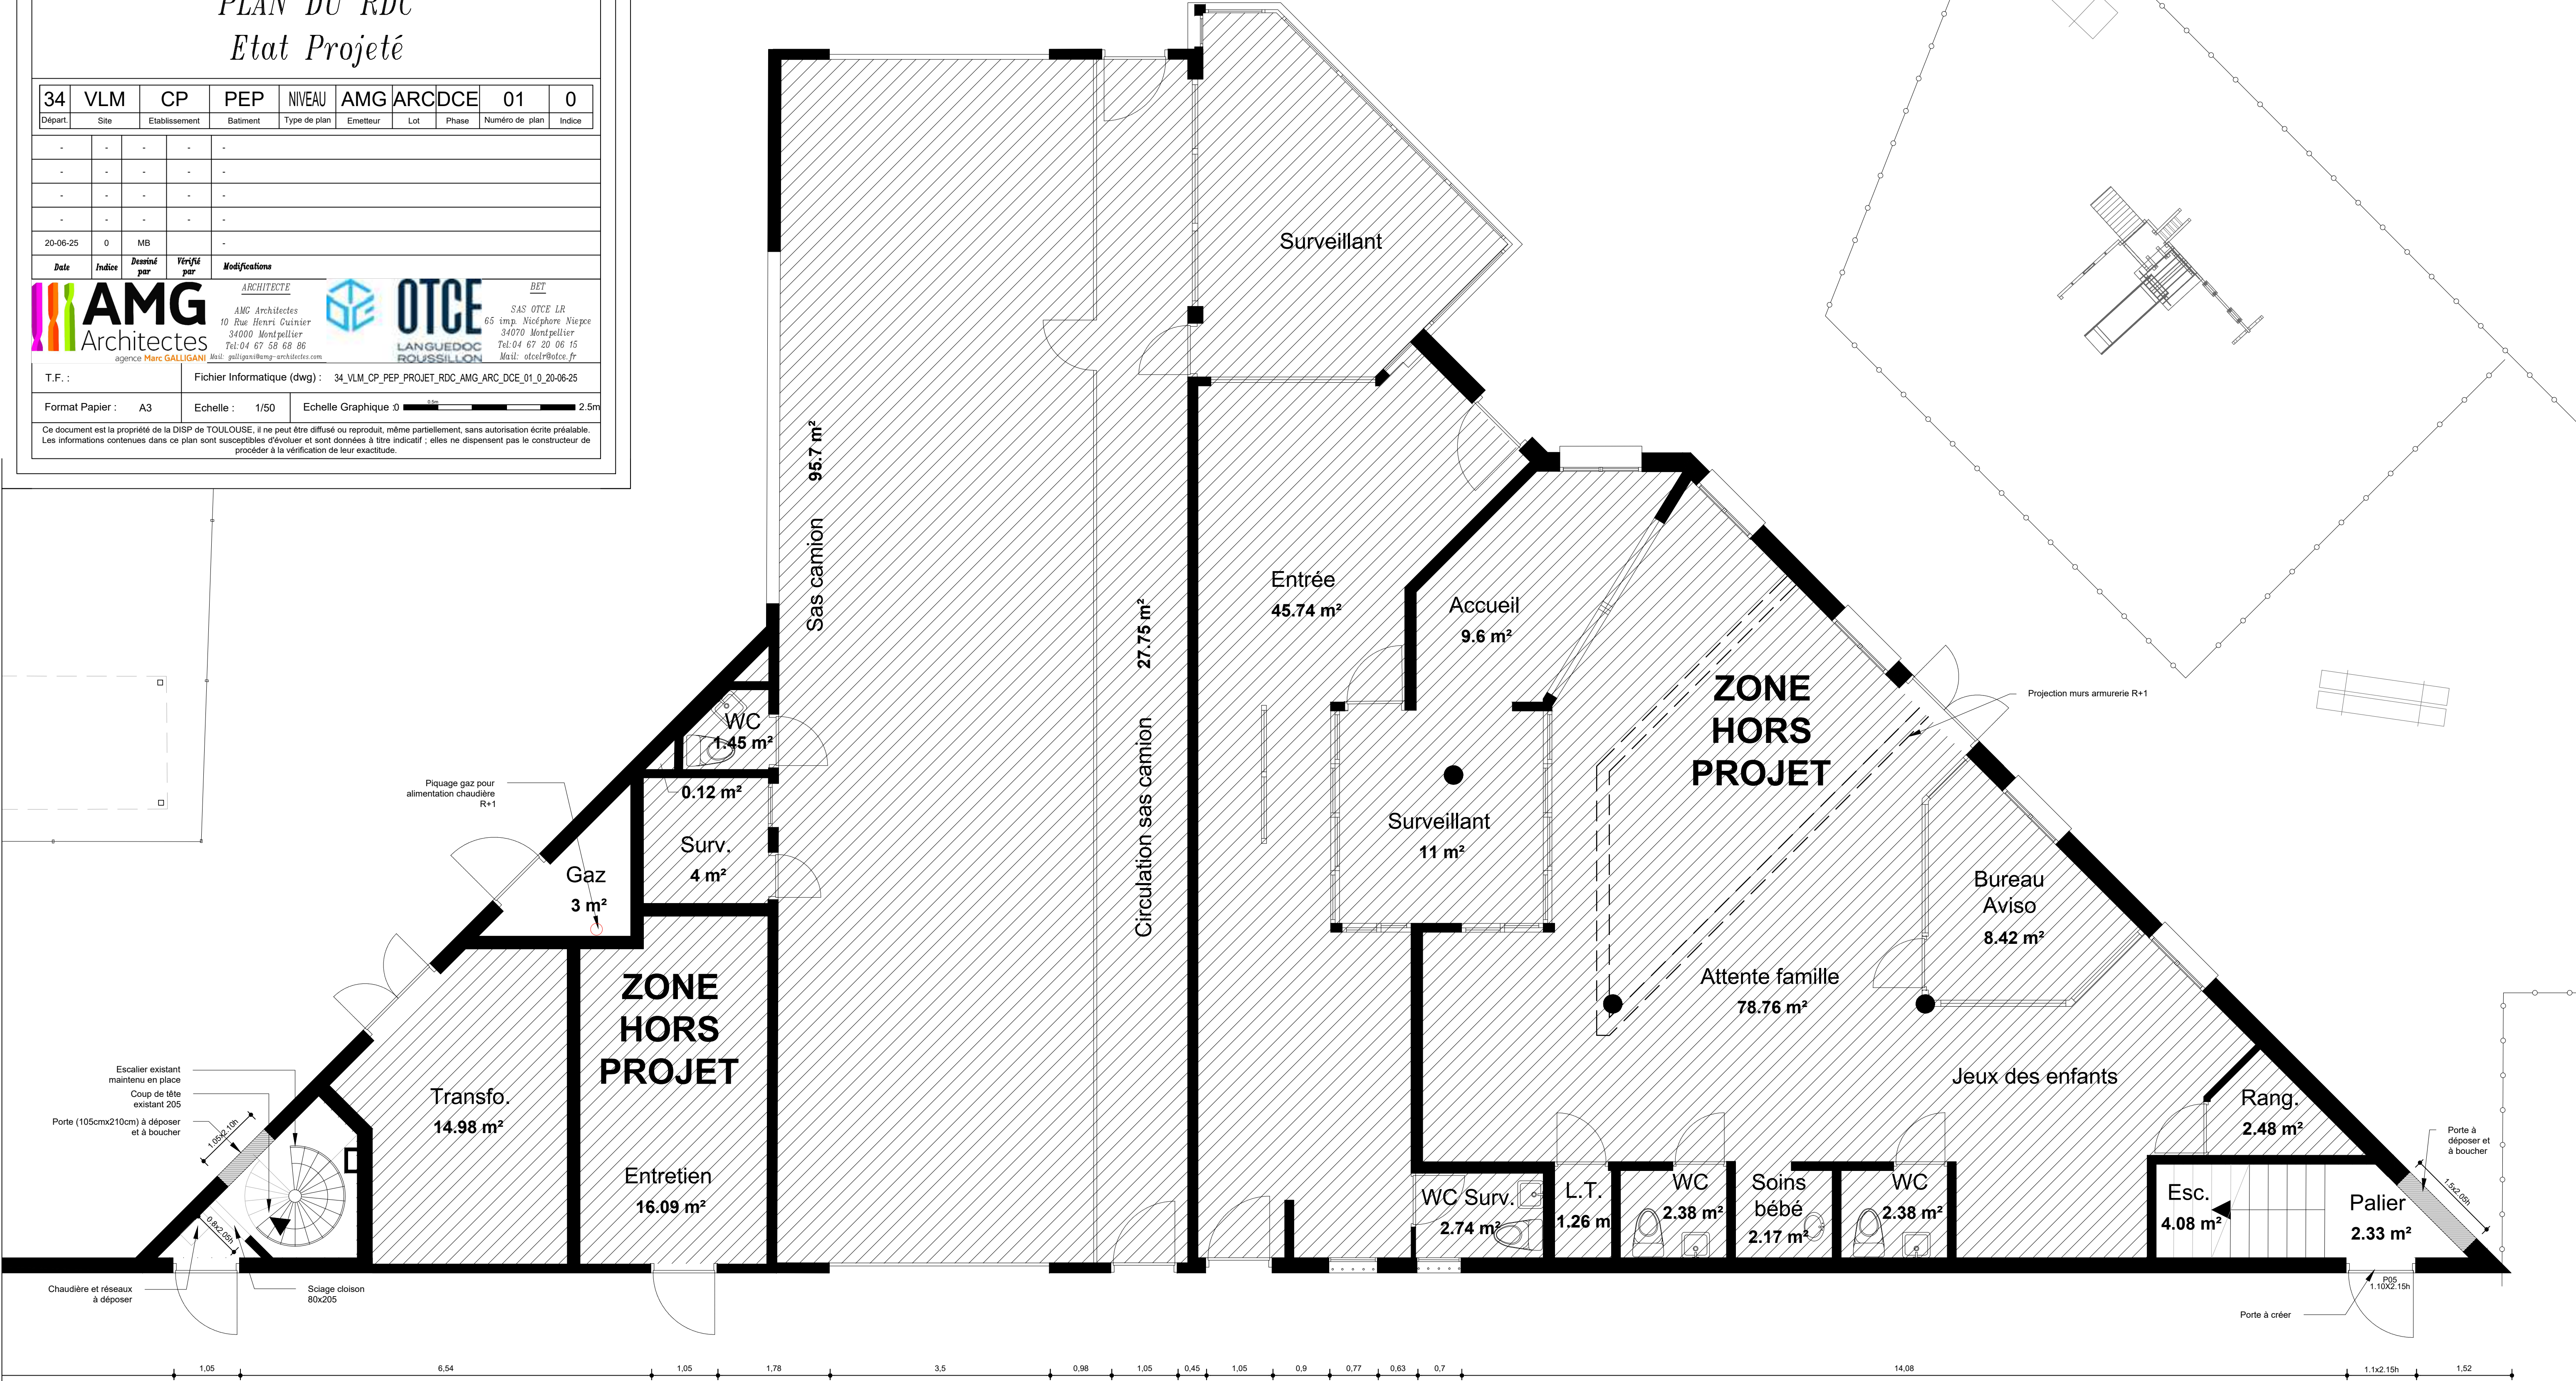 PLAN DU RDC
Etat Projeté
34 VLM CP PEP NIVEAU AMG ARC DCE 01 0
Départ. Site Etablissement Batiment Type de plan Emetteur Lot Phase Numéro de plan Indice
- - - - -
- - - - -
- - - - -
- - - - -
20-06-25 0 MB -
Date Indice Dessiné par Vérifié par Modifications
AMG
Architectes
agence Marc GALLIGANI
ARCHITECTE
AMG Architectes
10 Rue Henri Guinier
34000 Montpellier
Tel:04 67 58 68 86
Mail: galligani@amg-architectes.com
OTCE
LANGUEDOC
ROUSSILLON
BET
SAS OTCE LR
65 imp. Nicéphore Niepce
34070 Montpellier
Tel:04 67 20 06 15
Mail: otcelr@otce.fr
T.F. :
Fichier Informatique (dwg) : 34_VLM_CP_PEP_PROJET_RDC_AMG_ARC_DCE_01_0_20-06-25
Format Papier : A3
Echelle : 1/50
Echelle Graphique :0 0.5m 2.5m
Ce document est la propriété de la DISP de TOULOUSE, il ne peut être diffusé ou reproduit, même partiellement, sans autorisation écrite préalable.
Les informations contenues dans ce plan sont susceptibles d'évoluer et sont données à titre indicatif ; elles ne dispensent pas le constructeur de
procéder à la vérification de leur exactitude.
Surveillant
Sas camion 95.7 m²
Circulation sas camion 27.75 m²
Entrée
45.74 m²
Accueil
9.6 m²
ZONE
HORS
PROJET
Projection murs armurerie R+1
WC
1.45 m²
0.12 m²
Piquage gaz pour
alimentation chaudière
R+1
Surv.
4 m²
Gaz
3 m²
Surveillant
11 m²
Bureau
Aviso
8.42 m²
Attente famille
78.76 m²
ZONE
HORS
PROJET
Jeux des enfants
Escalier existant
maintenu en place
Coup de tête
existant 205
Porte (105cmx210cm) à déposer
et à boucher
1.05x2.10h
0.8x2.05h
Transfo.
14.98 m²
Entretien
16.09 m²
Rang.
2.48 m²
Porte à
déposer et
à boucher
1.5x2.05h
WC Surv.
2.74 m²
L.T.
1.26 m
WC
2.38 m²
Soins
bébé
2.17 m²
WC
2.38 m²
Esc.
4.08 m²
Palier
2.33 m²
Chaudière et réseaux
à déposer
Sciage cloison
80x205
P05
1.10X2.15h
Porte à créer
1,05 6,54 1,05 1,78 3,5 0,98 1,05 0,45 1,05 0,9 0,77 0,63 0,7 14,08 1.1x2.15h 1,52